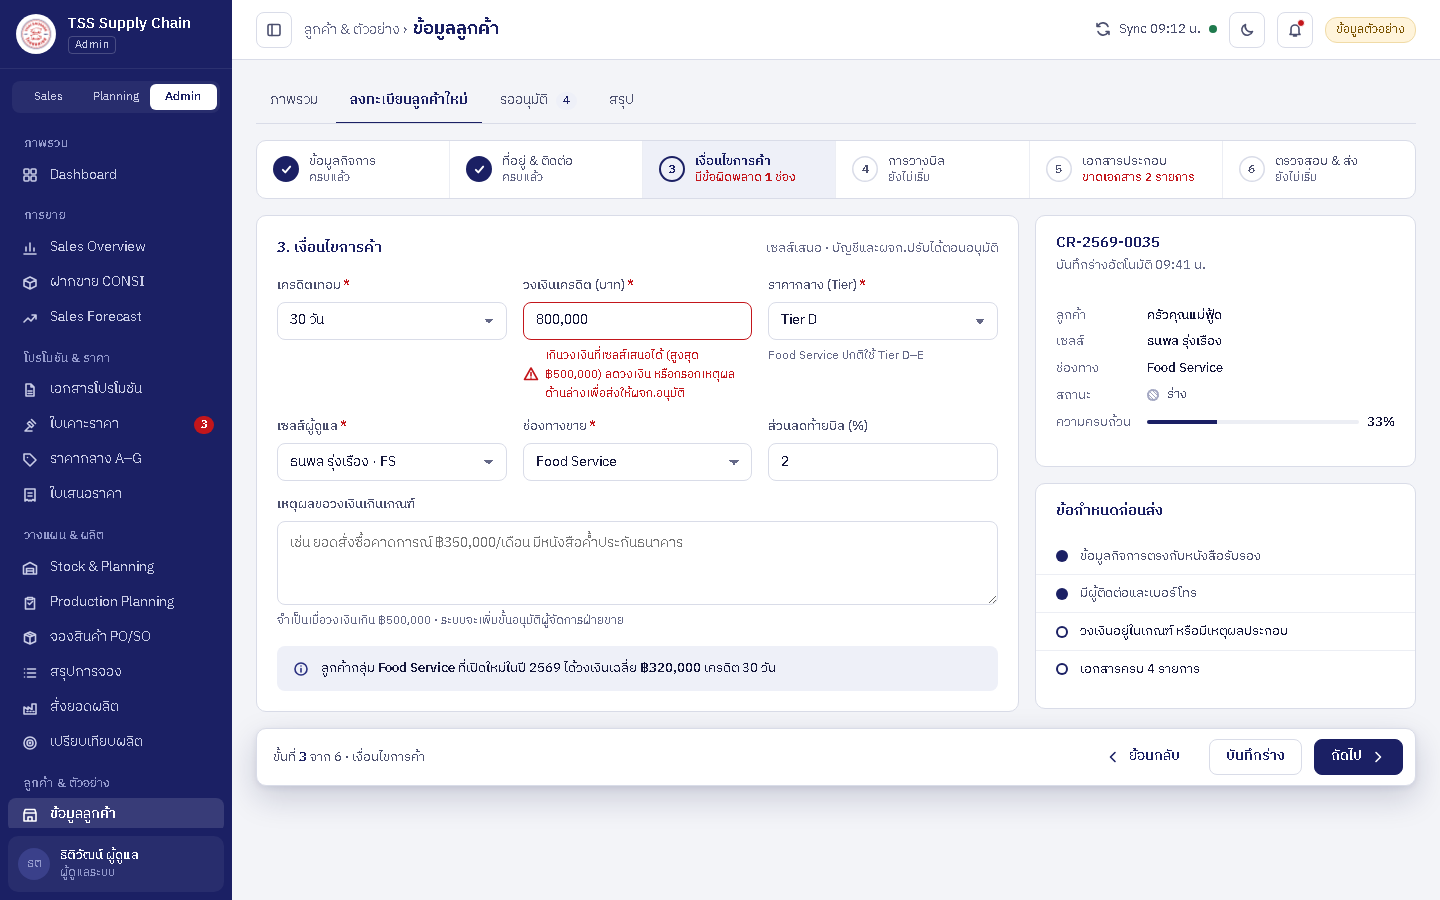 TSS Supply Chain
Admin
Sales
Planning
Admin
ภาพรวม
Dashboard
การขาย
Sales Overview
ฝากขาย CONSI
Sales Forecast
โปรโมชัน & ราคา
เอกสารโปรโมชัน
ใบเคาะราคา
3
ราคากลาง A–G
ใบเสนอราคา
วางแผน & ผลิต
Stock & Planning
Production Planning
จองสินค้า PO/SO
สรุปการจอง
สั่งยอดผลิต
เปรียบเทียบผลิต
ลูกค้า & ตัวอย่าง
ข้อมูลลูกค้า
ธต
ธิติวัฒน์ ผู้ดูแล
ผู้ดูแลระบบ
ลูกค้า & ตัวอย่าง › ข้อมูลลูกค้า
Sync 09:12 น.
ข้อมูลตัวอย่าง
ภาพรวม
ลงทะเบียนลูกค้าใหม่
รออนุมัติ 4
สรุป
ข้อมูลกิจการ
ครบแล้ว
ที่อยู่ & ติดต่อ
ครบแล้ว
3
เงื่อนไขการค้า
มีข้อผิดพลาด 1 ช่อง
4
การวางบิล
ยังไม่เริ่ม
5
เอกสารประกอบ
ขาดเอกสาร 2 รายการ
6
ตรวจสอบ & ส่ง
ยังไม่เริ่ม
3. เงื่อนไขการค้า
เซลส์เสนอ · บัญชีและผจก.ปรับได้ตอนอนุมัติ
เครดิตเทอม *
30 วัน
วงเงินเครดิต (บาท) *
800,000
เกินวงเงินที่เซลส์เสนอได้ (สูงสุด
฿500,000) ลดวงเงิน หรือกรอกเหตุผล
ด้านล่างเพื่อส่งให้ผจก.อนุมัติ
ราคากลาง (Tier) *
Tier D
Food Service ปกติใช้ Tier D–E
เซลส์ผู้ดูแล *
ธนพล รุ่งเรือง · FS
ช่องทางขาย *
Food Service
ส่วนลดท้ายบิล (%)
2
เหตุผลขอวงเงินเกินเกณฑ์
เช่น ยอดสั่งซื้อคาดการณ์ ฿350,000/เดือน มีหนังสือค้ำประกันธนาคาร
จำเป็นเมื่อวงเงินเกิน ฿500,000 · ระบบจะเพิ่มขั้นอนุมัติผู้จัดการฝ่ายขาย
ลูกค้ากลุ่ม Food Service ที่เปิดใหม่ในปี 2569 ได้วงเงินเฉลี่ย ฿320,000 เครดิต 30 วัน
CR-2569-0035
บันทึกร่างอัตโนมัติ 09:41 น.
ลูกค้า ครัวคุณแม่ฟู้ด
เซลส์ ธนพล รุ่งเรือง
ช่องทาง Food Service
สถานะ ร่าง
ความครบถ้วน 33%
ข้อกำหนดก่อนส่ง
ข้อมูลกิจการตรงกับหนังสือรับรอง
มีผู้ติดต่อและเบอร์โทร
วงเงินอยู่ในเกณฑ์ หรือมีเหตุผลประกอบ
เอกสารครบ 4 รายการ
ขั้นที่ 3 จาก 6 · เงื่อนไขการค้า
ย้อนกลับ
บันทึกร่าง
ถัดไป